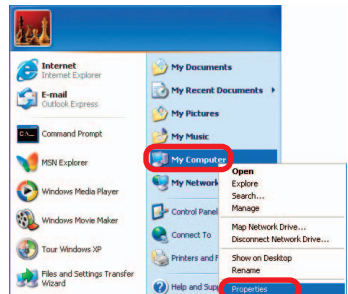 Internet
Internet Explorer
E-mail
Outlook Express
Command Prompt
MSN Explorer
Windows Media Player
Windows Movie Maker
Tour Windows XP
Files and Settings Transfer
Wizard
My Documents
My Recent Documents
My Pictures
My Music
My Computer
My Network
Control Panel
Connect To
Printers and F
Help and Supp
Open
Explore
Search...
Manage
Map Network Drive...
Disconnect Network Drive...
Show on Desktop
Rename
Properties